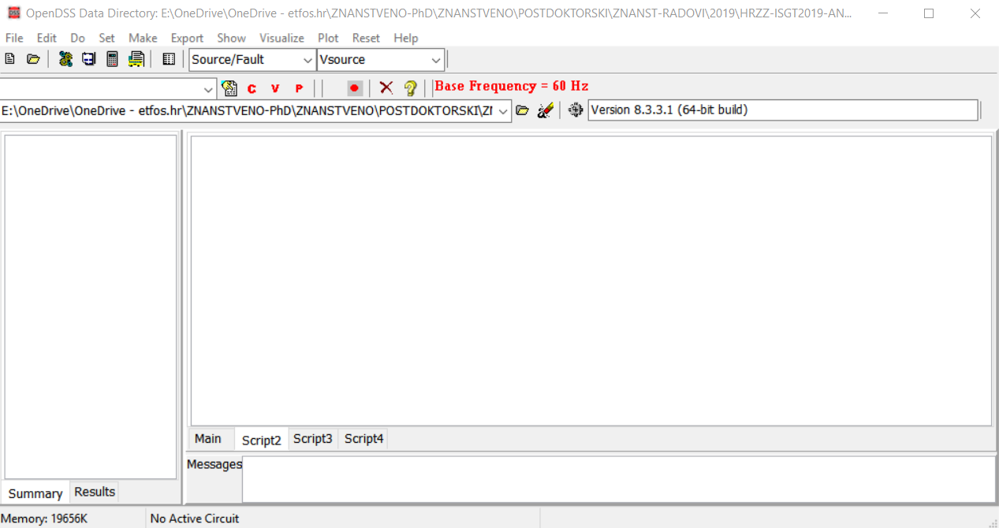 OpenDSS Data Directory: E:\OneDrive\OneDrive - etfos.hr\ZNANSTVENO-PhD\ZNANSTVENO\POSTDOKTORSKI\ZNANST-RADOVI\2019\HRZZ-ISGT2019-AN...
File Edit Do Set Make Export Show Visualize Plot Reset Help
Source/Fault Vsource
C V P Base Frequency = 60 Hz
E:\OneDrive\OneDrive - etfos.hr\ZNANSTVENO-PhD\ZNANSTVENO\POSTDOKTORSKI\ZI Version 8.3.3.1 (64-bit build)
Main Script2 Script3 Script4
Messages
Summary Results
Memory: 19656K No Active Circuit